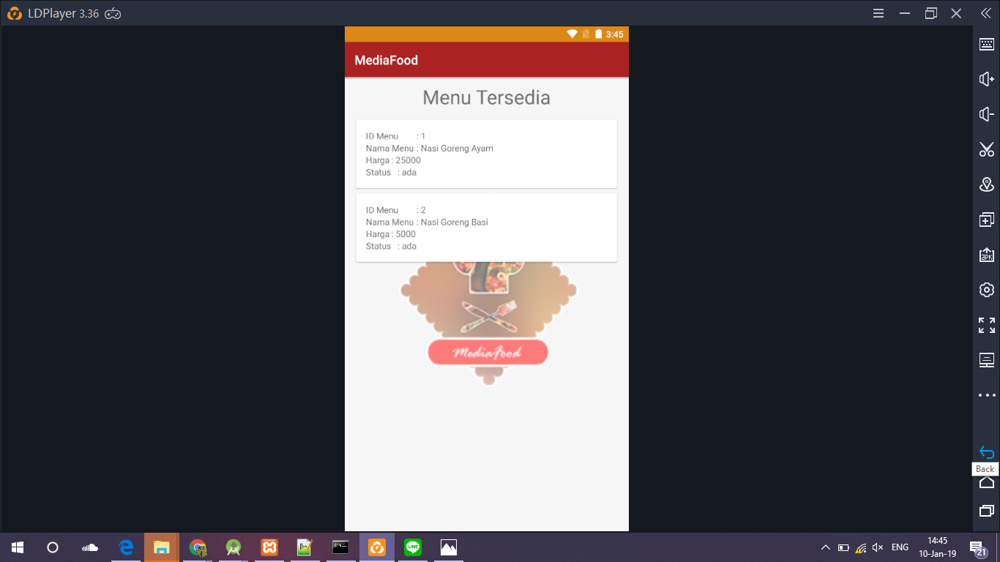 LDPlayer 3.36
3:45
MediaFood
Menu Tersedia
ID Menu : 1
Nama Menu : Nasi Goreng Ayam
Harga : 25000
Status : ada
ID Menu : 2
Nama Menu : Nasi Goreng Basi
Harga : 5000
Status : ada
MediaFood
APK
Back
LINE
ENG
14:45
10-Jan-19
21